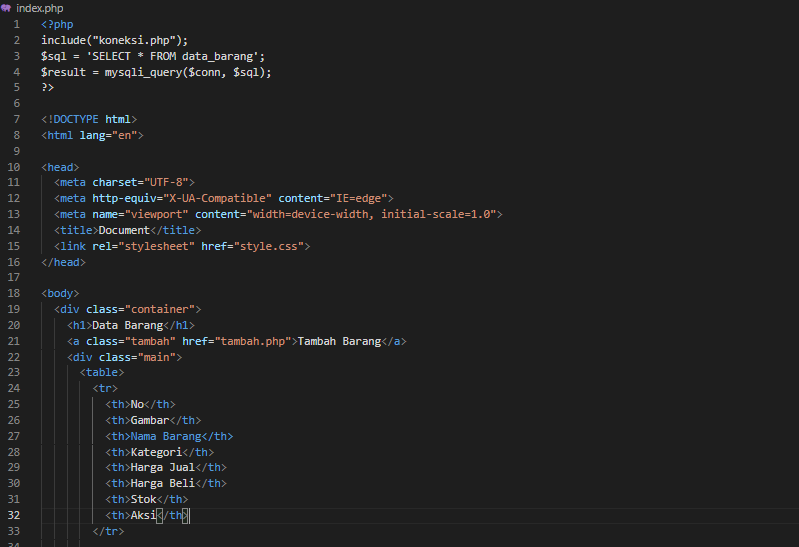 index.php
1 <?php
2 include("koneksi.php");
3 $sql = 'SELECT * FROM data_barang';
4 $result = mysqli_query($conn, $sql);
5 ?>
6
7 <!DOCTYPE html>
8 <html lang="en">
9
10 <head>
11 <meta charset="UTF-8">
12 <meta http-equiv="X-UA-Compatible" content="IE=edge">
13 <meta name="viewport" content="width=device-width, initial-scale=1.0">
14 <title>Document</title>
15 <link rel="stylesheet" href="style.css">
16 </head>
17
18 <body>
19 <div class="container">
20 <h1>Data Barang</h1>
21 <a class="tambah" href="tambah.php">Tambah Barang</a>
22 <div class="main">
23 <table>
24 <tr>
25 <th>No</th>
26 <th>Gambar</th>
27 <th>Nama Barang</th>
28 <th>Kategori</th>
29 <th>Harga Jual</th>
30 <th>Harga Beli</th>
31 <th>Stok</th>
32 <th>Aksi</th>
33 </tr>